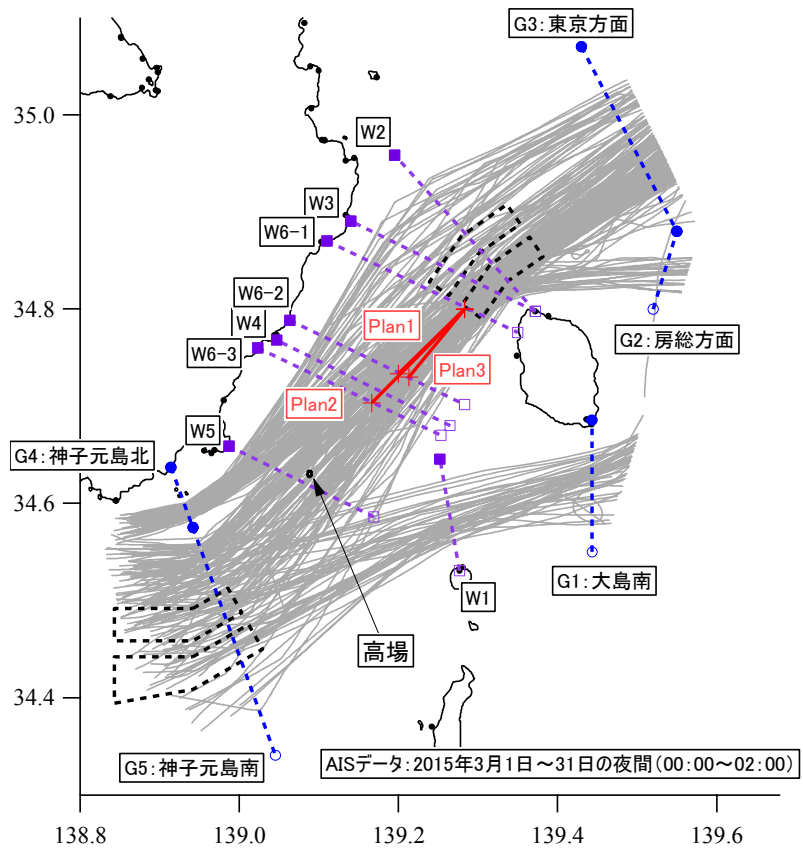 G3：東京方面
35.0
W2
W3
W6-1
34.8
W6-2
W4
W6-3
Plan1
Plan3
Plan2
G2：房総方面
W5
G4：神子元島北
34.6
高場
W1
G1：大島南
34.4
G5：神子元島南
AISデータ：2015年3月1日～31日の夜間（00:00～02:00）
138.8
139.0
139.2
139.4
139.6